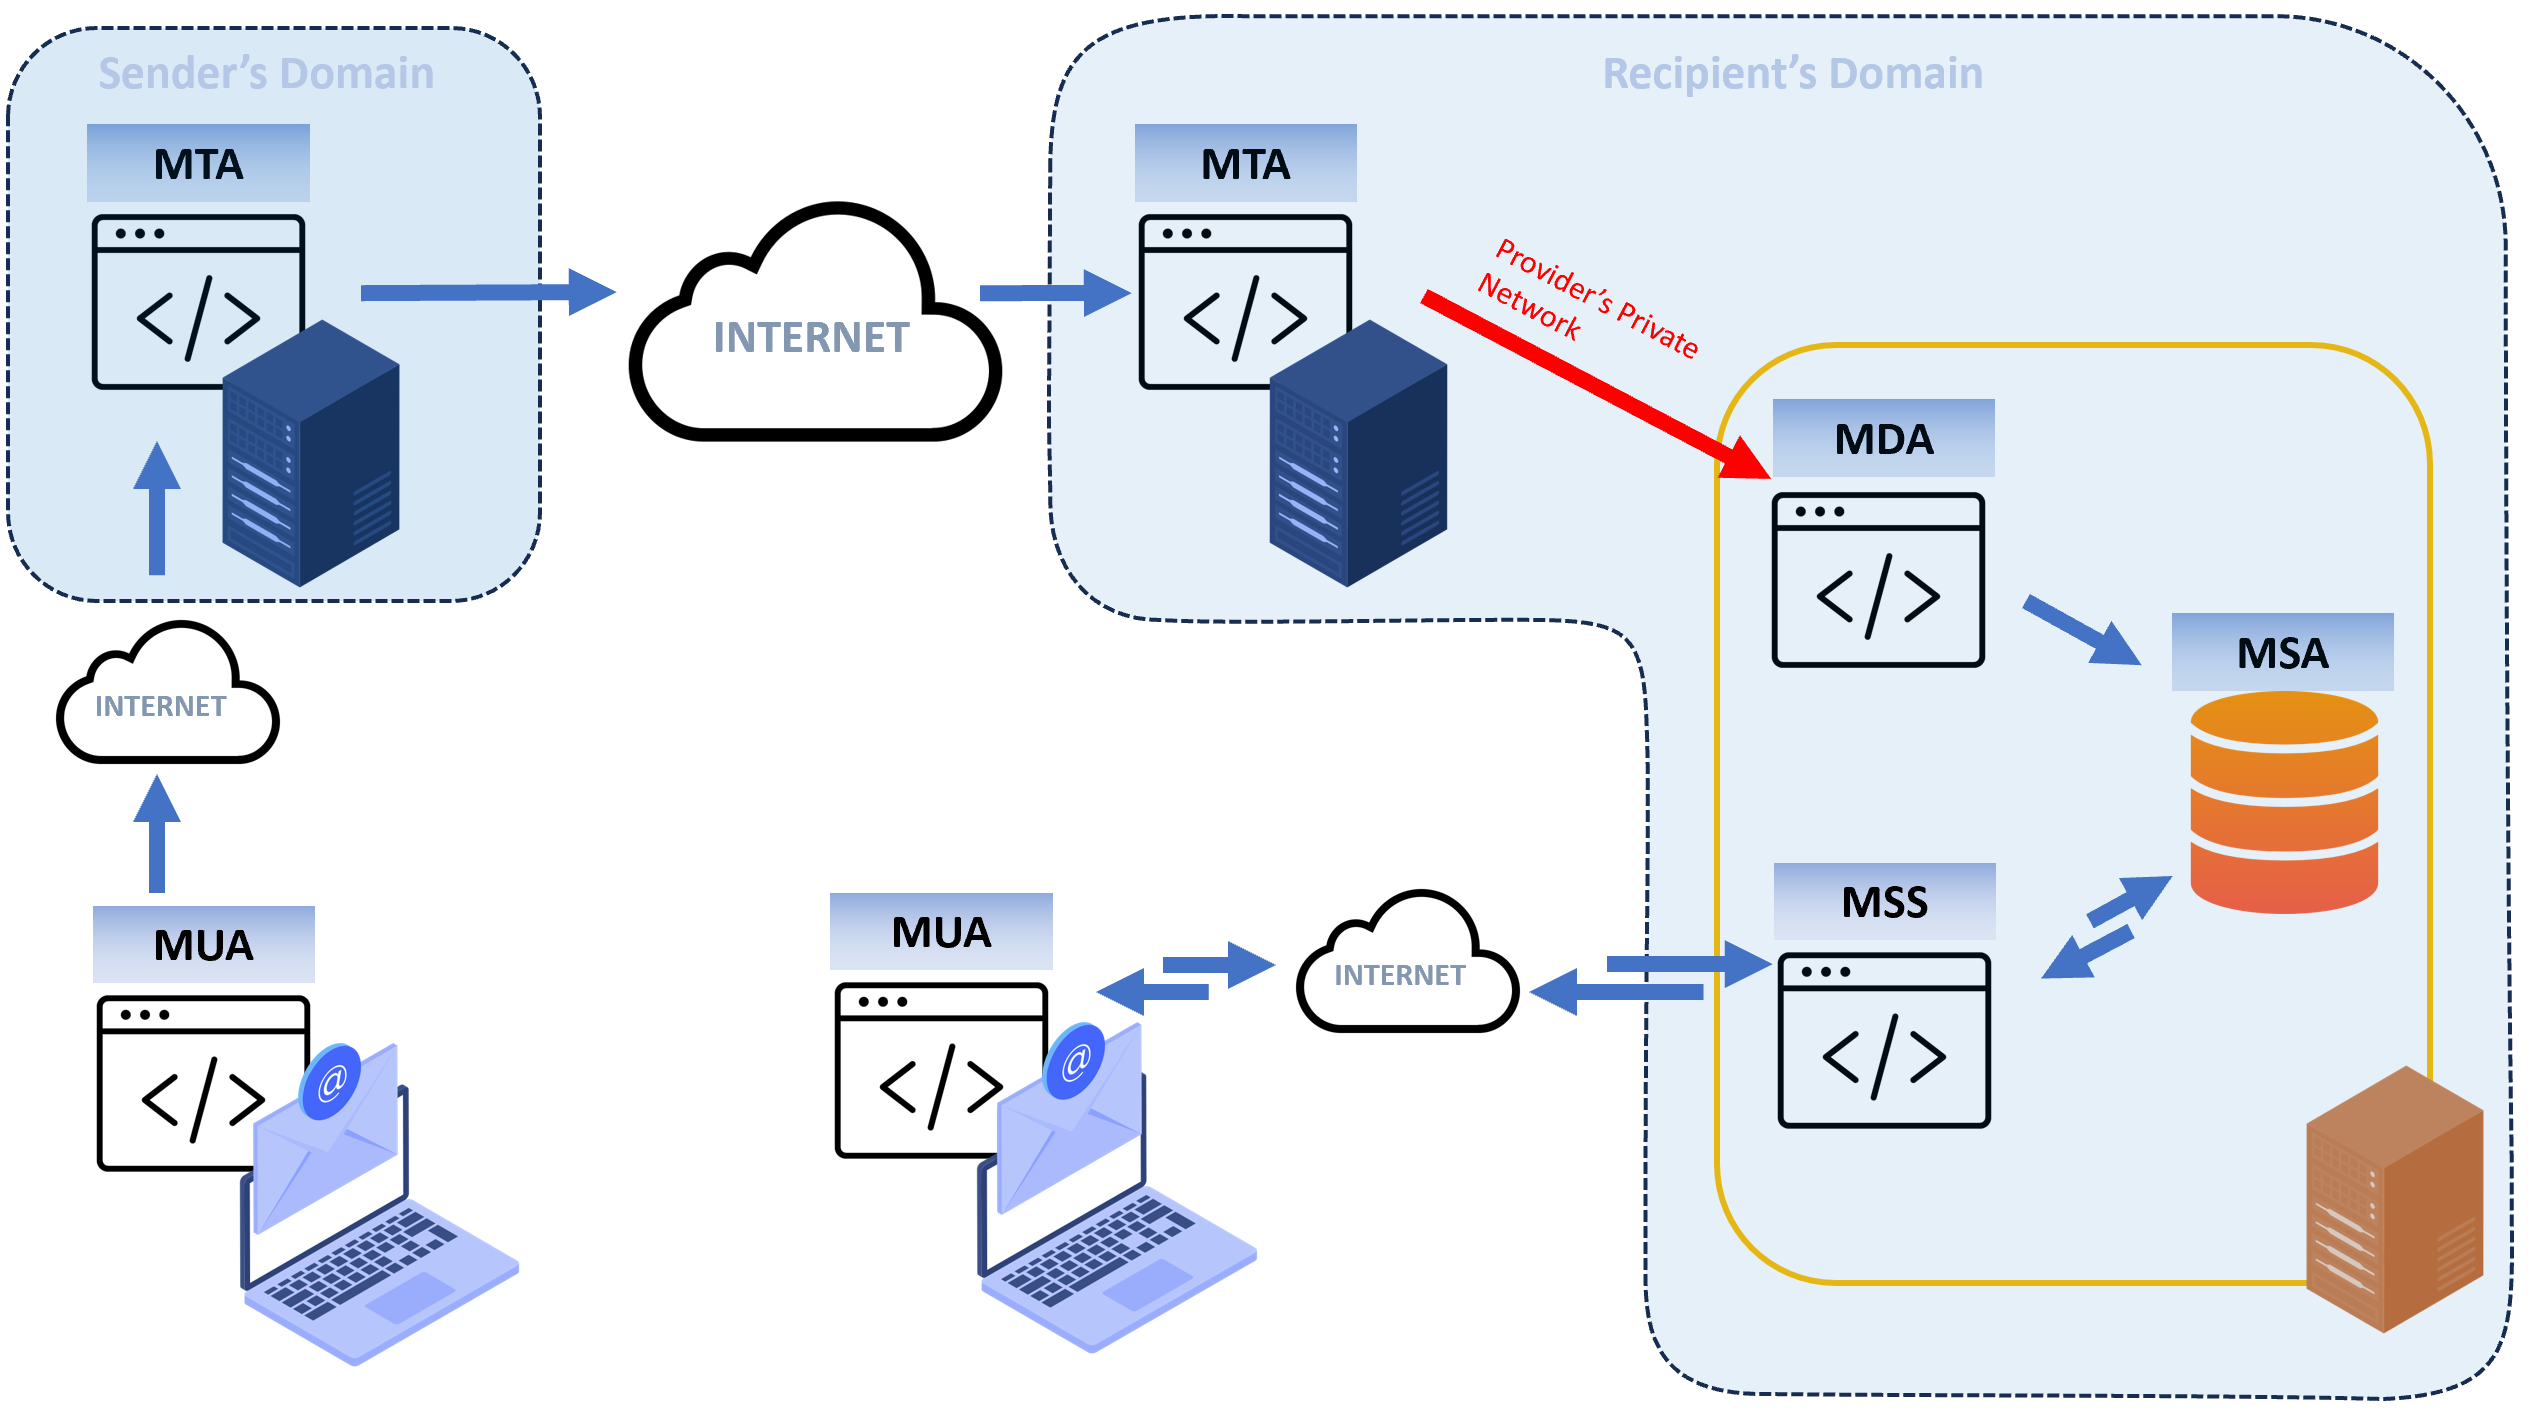 Sender's Domain
Recipient's Domain
MTA
MTA
Provider's Private
Network
INTERNET
MDA
MSA
INTERNET
MSS
MUA
MUA
INTERNET
@
@